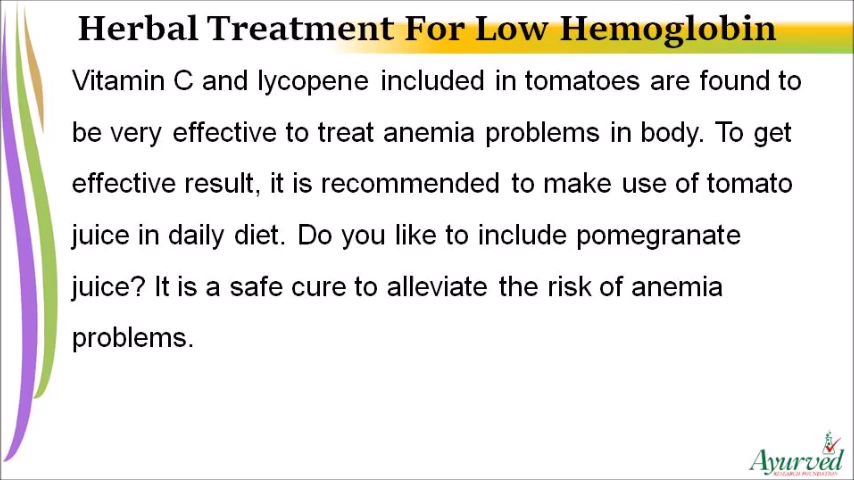 Herbal Treatment For Low Hemoglobin
Vitamin C and lycopene included in tomatoes are found to
be very effective to treat anemia problems in body. To get
effective result, it is recommended to make use of tomato
juice in daily diet. Do you like to include pomegranate
juice? It is a safe cure to alleviate the risk of anemia
problems.
Ayurved
RESEARCH FOUNDATION